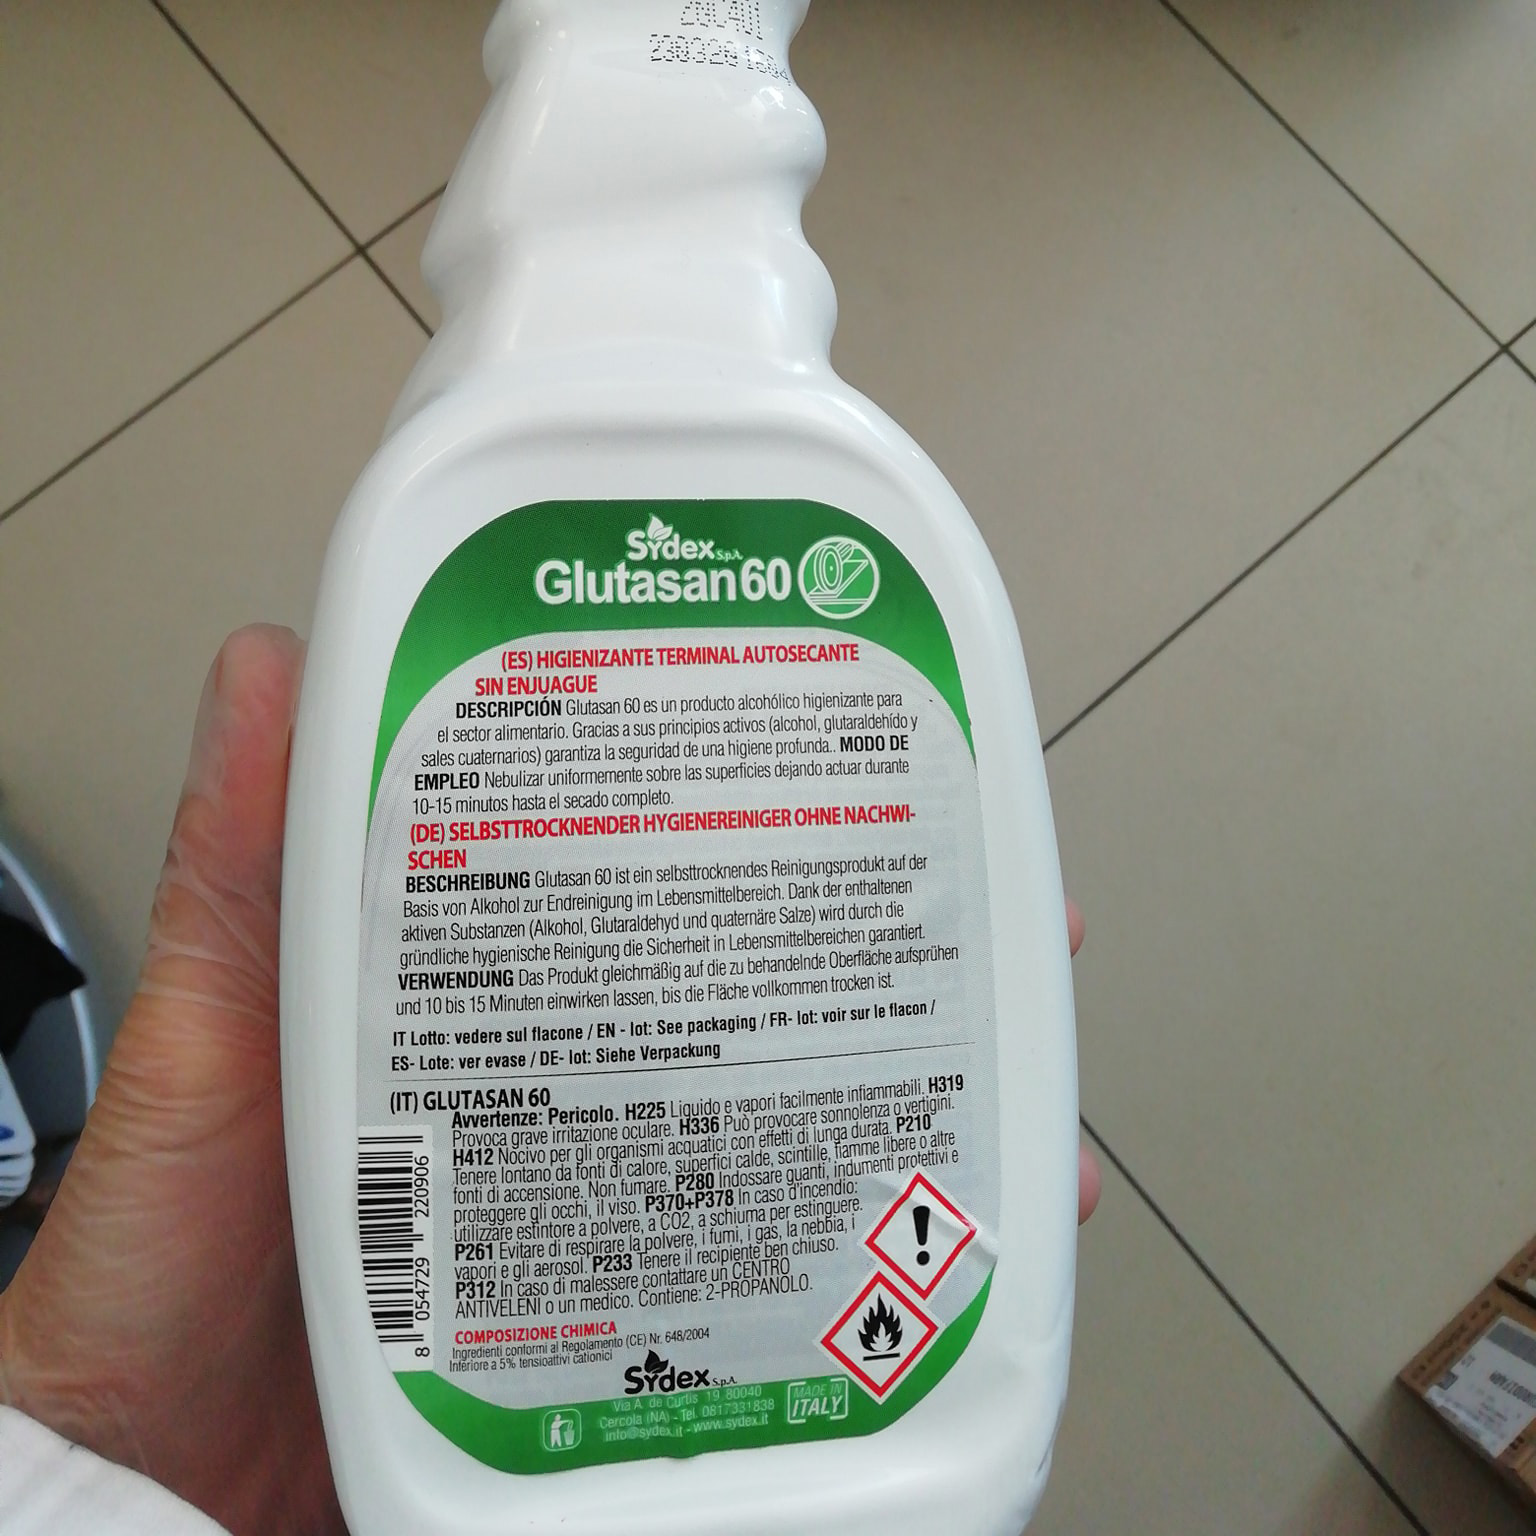 Sydex S.p.A.
Glutasan 60
(ES) HIGIENIZANTE TERMINAL AUTOSECANTE
SIN ENJUAGUE
DESCRIPCIÓN Glutasan 60 es un producto alcohólico higienizante para
el sector alimentario. Gracias a sus principios activos (alcohol, glutaraldehído y
sales cuaternarios) garantiza la seguridad de una higiene profunda.. MODO DE
EMPLEO Nebulizar uniformemente sobre las superficies dejando actuar durante
10-15 minutos hasta el secado completo.
(DE) SELBSTTROCKNENDER HYGIENEREINIGER OHNE NACHWI-
SCHEN
BESCHREIBUNG Glutasan 60 ist ein selbsttrocknendes Reinigungsprodukt auf der
Basis von Alkohol zur Endreinigung im Lebensmittelbereich. Dank der enthaltenen
aktiven Substanzen (Alkohol, Glutaraldehyd und quaternäre Salze) wird durch die
gründliche hygienische Reinigung die Sicherheit in Lebensmittelbereichen garantiert.
VERWENDUNG Das Produkt gleichmäßig auf die zu behandelnde Oberfläche aufsprühen
und 10 bis 15 Minuten einwirken lassen, bis die Fläche vollkommen trocken ist.
IT Lotto: vedere sul flacone / EN - lot: See packaging / FR- lot: voir sur le flacon /
ES- Lote: ver evase / DE- lot: Siehe Verpackung
(IT) GLUTASAN 60
Avvertenze: Pericolo. H225 Liquido e vapori facilmente infiammabili. H319
Provoca grave irritazione oculare. H336 Può provocare sonnolenza o vertigini.
H412 Nocivo per gli organismi acquatici con effetti di lunga durata. P210
Tenere lontano da fonti di calore, superfici calde, scintille, fiamme libere o altre
fonti di accensione. Non fumare. P280 Indossare guanti, indumenti protettivi e
proteggere gli occhi, il viso. P370+P378 In caso d'incendio:
utilizzare estintore a polvere, a CO2, a schiuma per estinguere.
P261 Evitare di respirare la polvere, i fumi, i gas, la nebbia, i
vapori e gli aerosol. P233 Tenere il recipiente ben chiuso.
P312 In caso di malessere contattare un CENTRO
ANTIVELENI o un medico. Contiene: 2-PROPANOLO.
8 054729 220906
COMPOSIZIONE CHIMICA
Ingredienti conformi al Regolamento (CE) Nr. 648/2004
Inferiore a 5% tensioattivi cationici
Sydex S.p.A.
Via A. de Curtis 19 80040
Cercola (NA) - Tel. 0817331838
info@sydex.it - www.sydex.it
MADE IN
ITALY